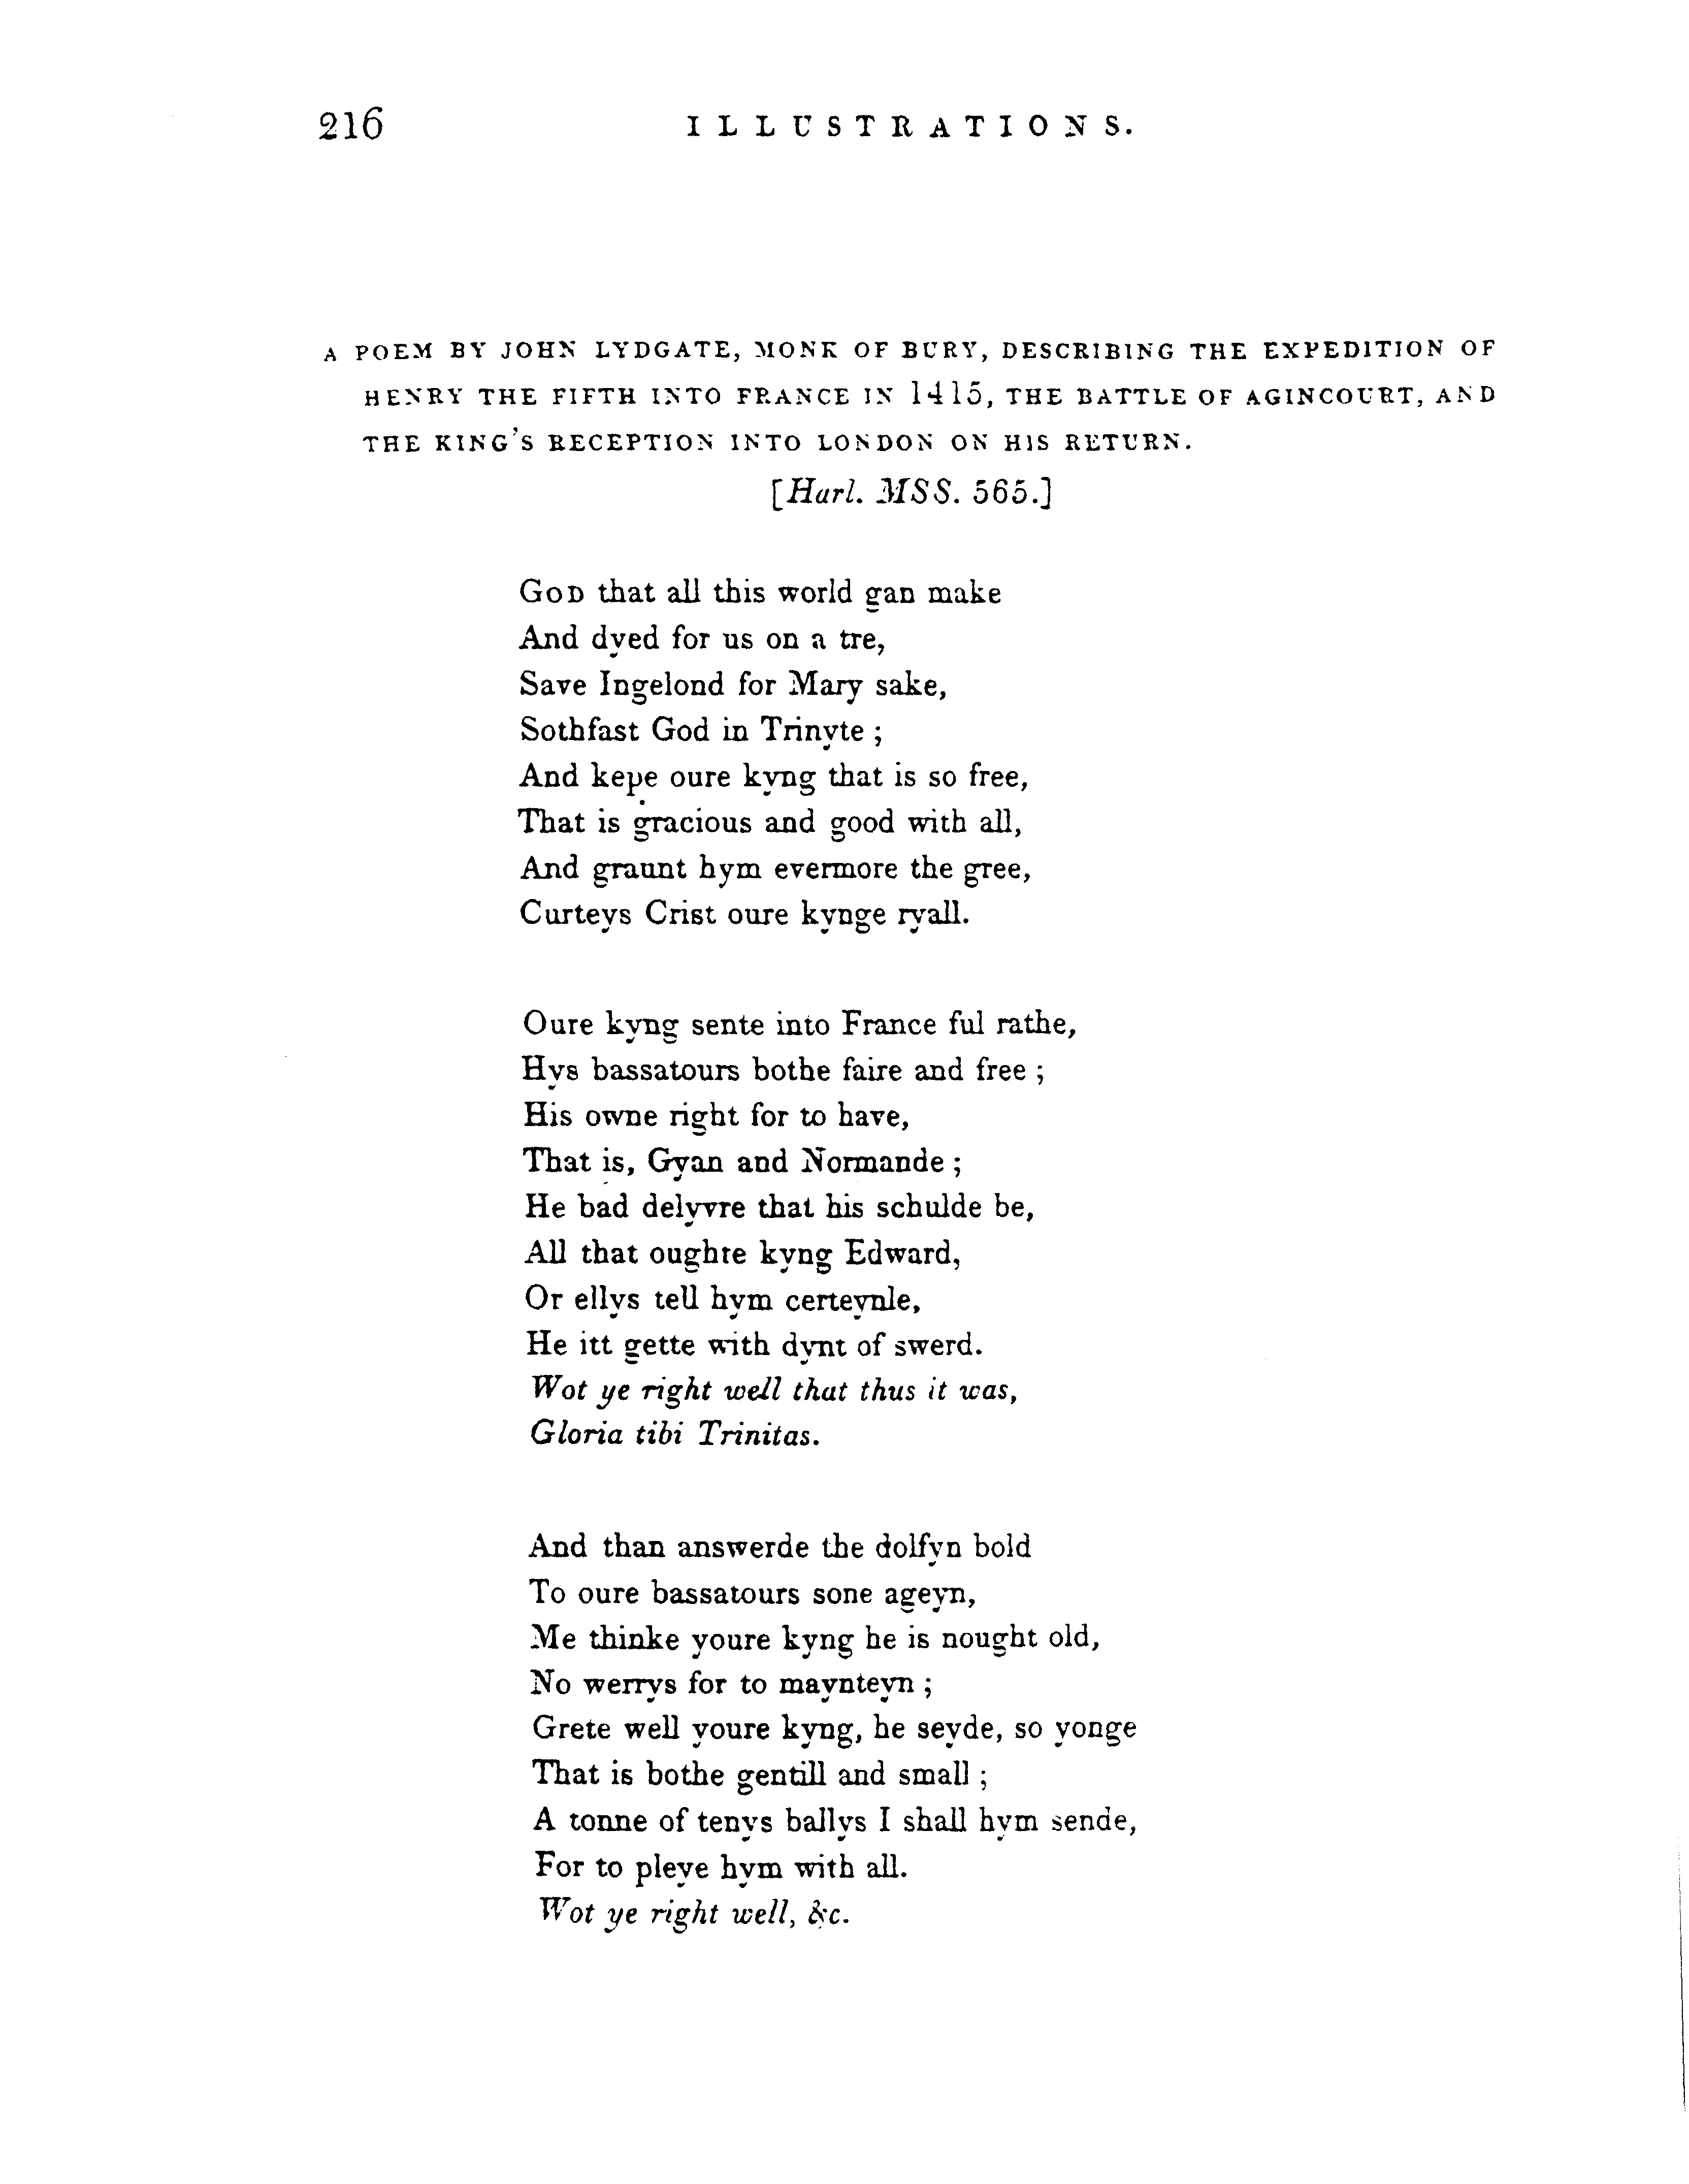 216 ILLUSTRATIONS.
A POEM BY JOHN LYDGATE, MONK OF BURY, DESCRIBING THE EXPEDITION OF
HENRY THE FIFTH INTO FRANCE IN 1415, THE BATTLE OF AGINCOURT, AND
THE KING'S RECEPTION INTO LONDON ON HIS RETURN.
[Harl. MSS. 565.]
GOD that all this world gan make
And dyed for us on a tre,
Save Ingelond for Mary sake,
Sothfast God in Trinyte ;
And kepe oure kyng that is so free,
That is gracious and good with all,
And graunt hym evermore the gree,
Curteys Crist oure kynge ryall.
Oure kyng sente into France ful rathe,
Hys bassatours bothe faire and free ;
His owne right for to have,
That is, Gyan and Normande ;
He bad delyvre that his schulde be,
All that oughte kyng Edward,
Or ellys tell hym certeynle,
He itt gette with dynt of swerd.
Wot ye right well that thus it was,
Gloria tibi Trinitas.
And than answerde the dolfyn bold
To oure bassatours sone ageyn,
Me thinke youre kyng he is nought old,
No werrys for to maynteyn ;
Grete well youre kyng, he seyde, so yonge
That is bothe gentill and small ;
A tonne of tenys ballys I shall hym sende,
For to pleye hym with all.
Wot ye right well, &c.